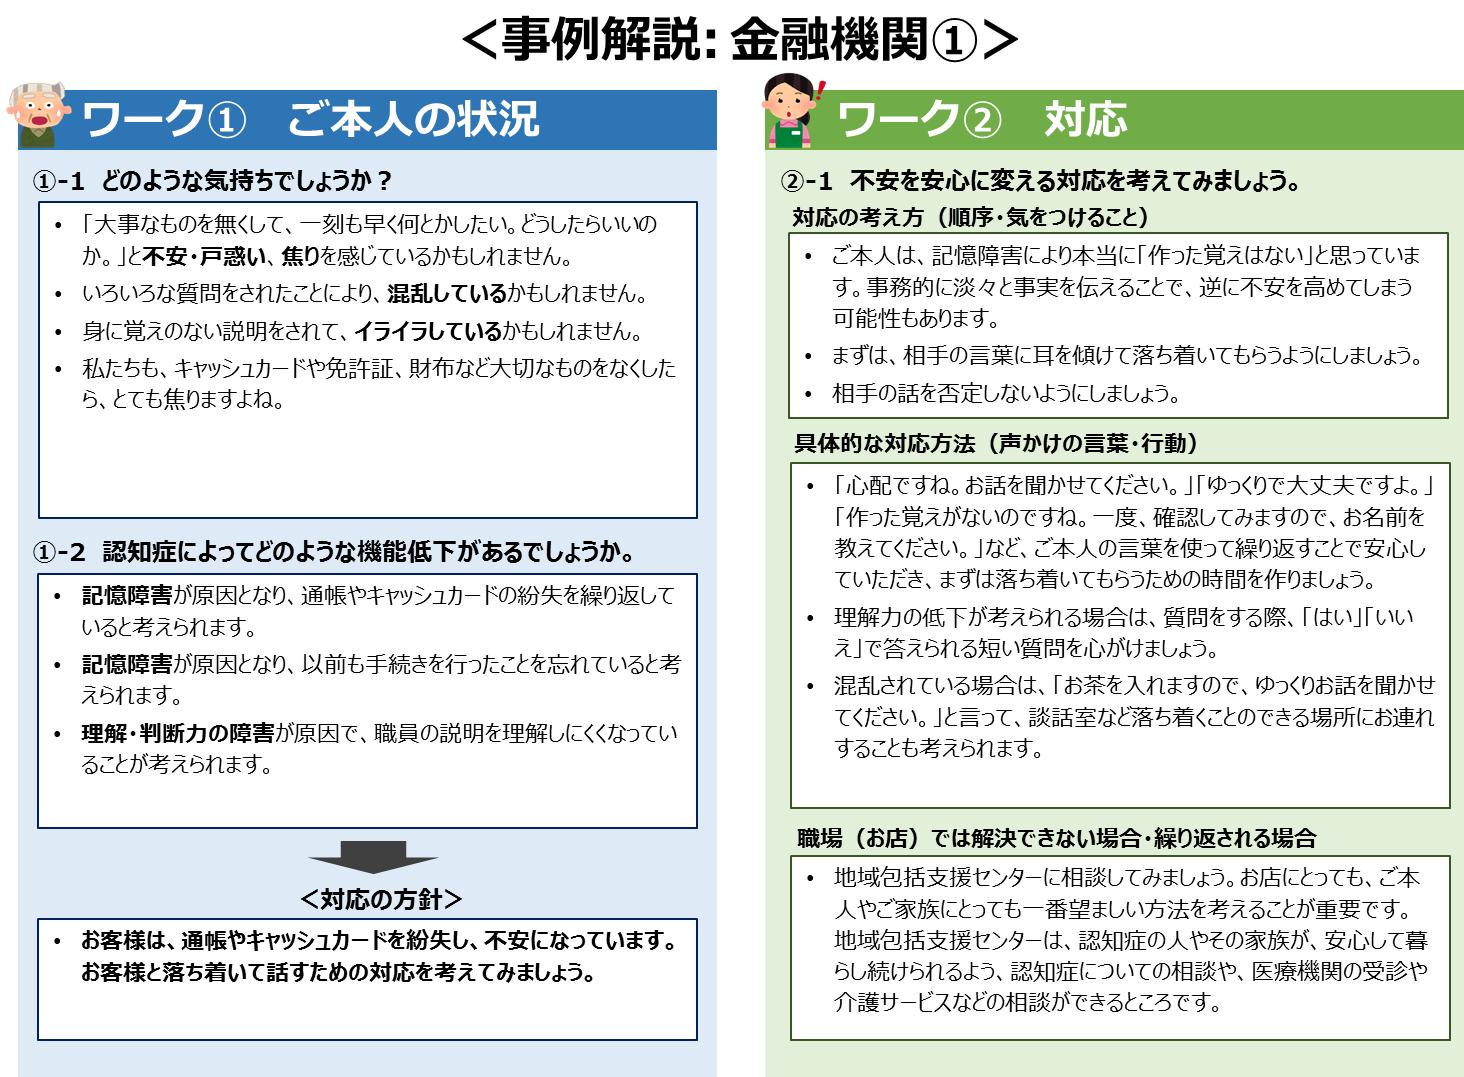 ＜事例解説: 金融機関①＞
ワーク①　ご本人の状況
①-1 どのような気持ちでしょうか？
• 「大事なものを無くして、一刻も早く何とかしたい。どうしたらいいの
か。」と不安・戸惑い、焦りを感じているかもしれません。
• いろいろな質問をされたことにより、混乱しているかもしれません。
• 身に覚えのない説明をされて、イライラしているかもしれません。
• 私たちも、キャッシュカードや免許証、財布など大切なものをなくした
ら、とても焦りますよね。
①-2 認知症によってどのような機能低下があるでしょうか。
• 記憶障害が原因となり、通帳やキャッシュカードの紛失を繰り返して
いると考えられます。
• 記憶障害が原因となり、以前も手続きを行ったことを忘れていると考
えられます。
• 理解・判断力の障害が原因で、職員の説明を理解しにくくなってい
ることが考えられます。
＜対応の方針＞
• お客様は、通帳やキャッシュカードを紛失し、不安になっています。
お客様と落ち着いて話すための対応を考えてみましょう。
ワーク②　対応
②-1 不安を安心に変える対応を考えてみましょう。
対応の考え方（順序・気をつけること）
• ご本人は、記憶障害により本当に「作った覚えはない」と思っていま
す。事務的に淡々と事実を伝えることで、逆に不安を高めてしまう
可能性もあります。
• まずは、相手の言葉に耳を傾けて落ち着いてもらうようにしましょう。
• 相手の話を否定しないようにしましょう。
具体的な対応方法（声かけの言葉・行動）
• 「心配ですね。お話を聞かせてください。」「ゆっくりで大丈夫ですよ。」
「作った覚えがないのですね。一度、確認してみますので、お名前を
教えてください。」など、ご本人の言葉を使って繰り返すことで安心し
ていただき、まずは落ち着いてもらうための時間を作りましょう。
• 理解力の低下が考えられる場合は、質問をする際、「はい」「いい
え」で答えられる短い質問を心がけましょう。
• 混乱されている場合は、「お茶を入れますので、ゆっくりお話を聞かせ
てください。」と言って、談話室など落ち着くことのできる場所にお連れ
することも考えられます。
職場（お店）では解決できない場合・繰り返される場合
• 地域包括支援センターに相談してみましょう。お店にとっても、ご本
人やご家族にとっても一番望ましい方法を考えることが重要です。
地域包括支援センターは、認知症の人やその家族が、安心して暮
らし続けられるよう、認知症についての相談や、医療機関の受診や
介護サービスなどの相談ができるところです。